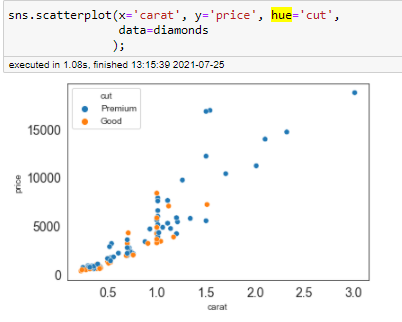 sns.scatterplot(x='carat', y='price', hue='cut',
data=diamonds
);
executed in 1.08s, finished 13:15:39 2021-07-25
cut
Premium
Good
15000
10000
5000
0
price
0.5 1.0 1.5 2.0 2.5 3.0
carat